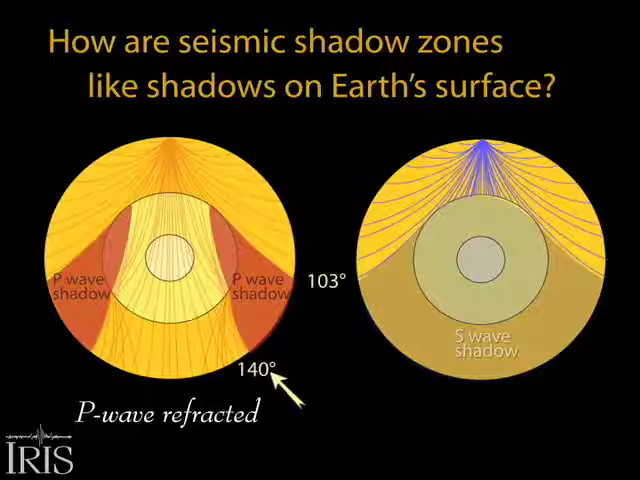 How are seismic shadow zones
like shadows on Earth's surface?
P wave
shadow
P wave
shadow
103°
S wave
shadow
140°
P-wave refracted
IRIS